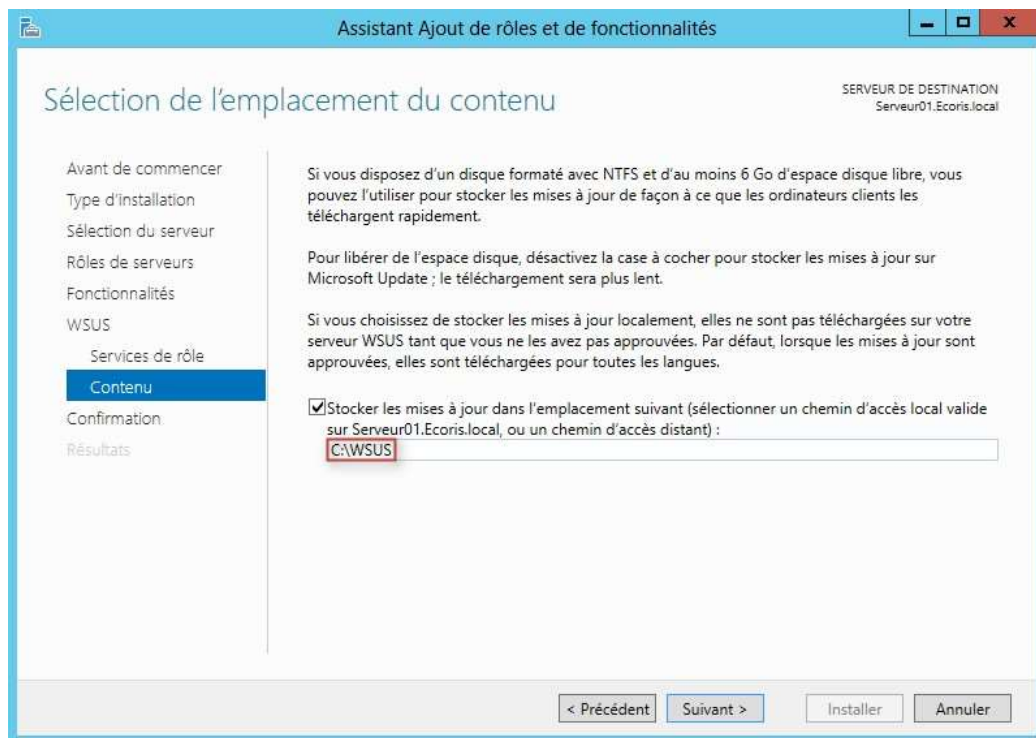 Assistant Ajout de rôles et de fonctionnalités
Sélection de l'emplacement du contenu
SERVEUR DE DESTINATION
Serveur01.Ecoris.local
Avant de commencer
Type d'installation
Sélection du serveur
Rôles de serveurs
Fonctionnalités
WSUS
Services de rôle
Contenu
Confirmation
Résultats
Si vous disposez d'un disque formaté avec NTFS et d'au moins 6 Go d'espace disque libre, vous
pouvez l'utiliser pour stocker les mises à jour de façon à ce que les ordinateurs clients les
téléchargent rapidement.
Pour libérer de l'espace disque, désactivez la case à cocher pour stocker les mises à jour sur
Microsoft Update ; le téléchargement sera plus lent.
Si vous choisissez de stocker les mises à jour localement, elles ne sont pas téléchargées sur votre
serveur WSUS tant que vous ne les avez pas approuvées. Par défaut, lorsque les mises à jour sont
approuvées, elles sont téléchargées pour toutes les langues.
Stocker les mises à jour dans l'emplacement suivant (sélectionner un chemin d'accès local valide
sur Serveur01.Ecoris.local, ou un chemin d'accès distant) :
C:\WSUS
< Précédent
Suivant >
Installer
Annuler